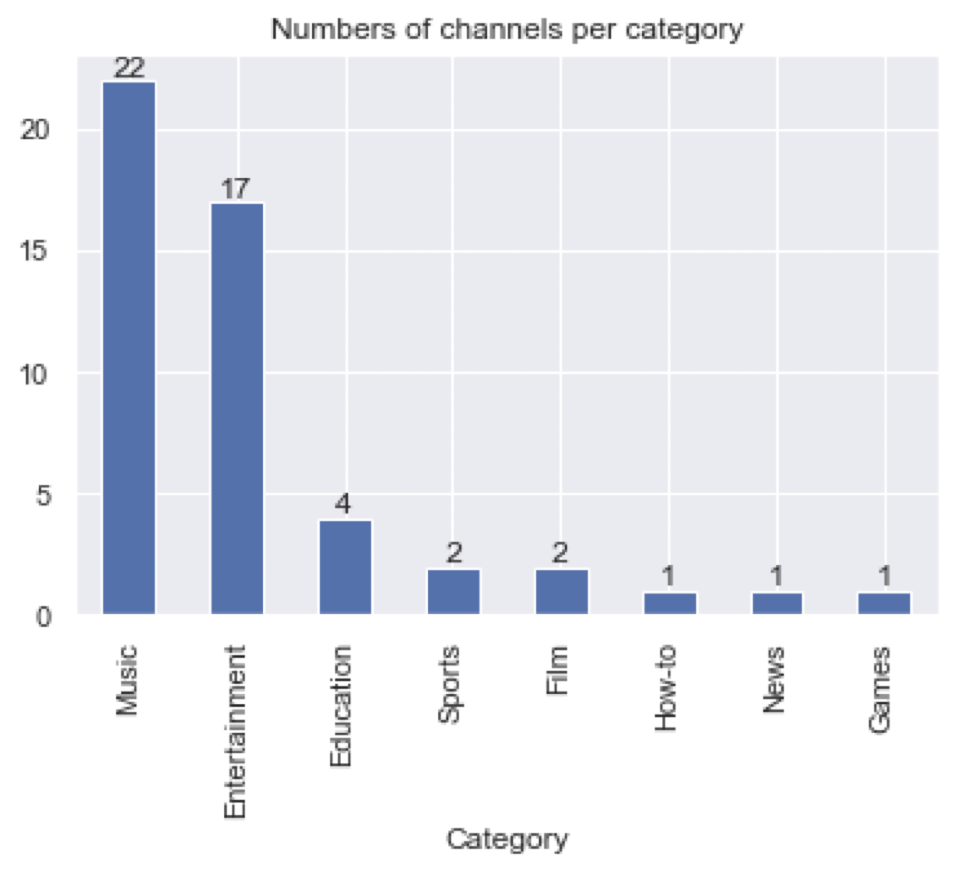 Numbers of channels per category
22
20
17
15
10
5
4
2
2
1
1
1
0
Music
Entertainment
Education
Sports
Film
How-to
News
Games
Category